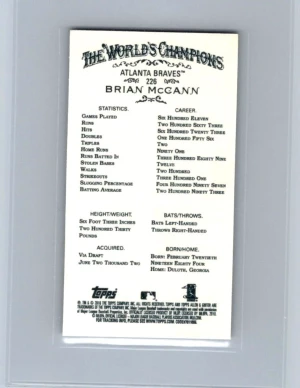 THE WORLD'S CHAMPIONS
ATLANTA BRAVES™
226
BRIAN McCANN
STATISTICS. CAREER.
GAMES PLAYED SIX HUNDRED ELEVEN
RUNS TWO HUNDRED SIXTY THREE
HITS SIX HUNDRED TWENTY THREE
DOUBLES ONE HUNDRED FIFTY SIX
TRIPLES TWO
HOME RUNS NINETY ONE
RUNS BATTED IN THREE HUNDRED EIGHTY NINE
STOLEN BASES TWELVE
WALKS TWO HUNDRED
STRIKEOUTS THREE HUNDRED ONE
SLUGGING PERCENTAGE FOUR HUNDRED NINETY SEVEN
BATTING AVERAGE TWO HUNDRED NINETY THREE
HEIGHT/WEIGHT. BATS/THROWS.
SIX FOOT THREE INCHES BATS LEFT-HANDED
TWO HUNDRED THIRTY THROWS RIGHT-HANDED
POUNDS
ACQUIRED. BORN/HOME.
VIA DRAFT BORN: FEBRUARY TWENTIETH
JUNE TWO THOUSAND TWO NINETEEN EIGHTY FOUR
HOME: DULUTH, GEORGIA
Topps